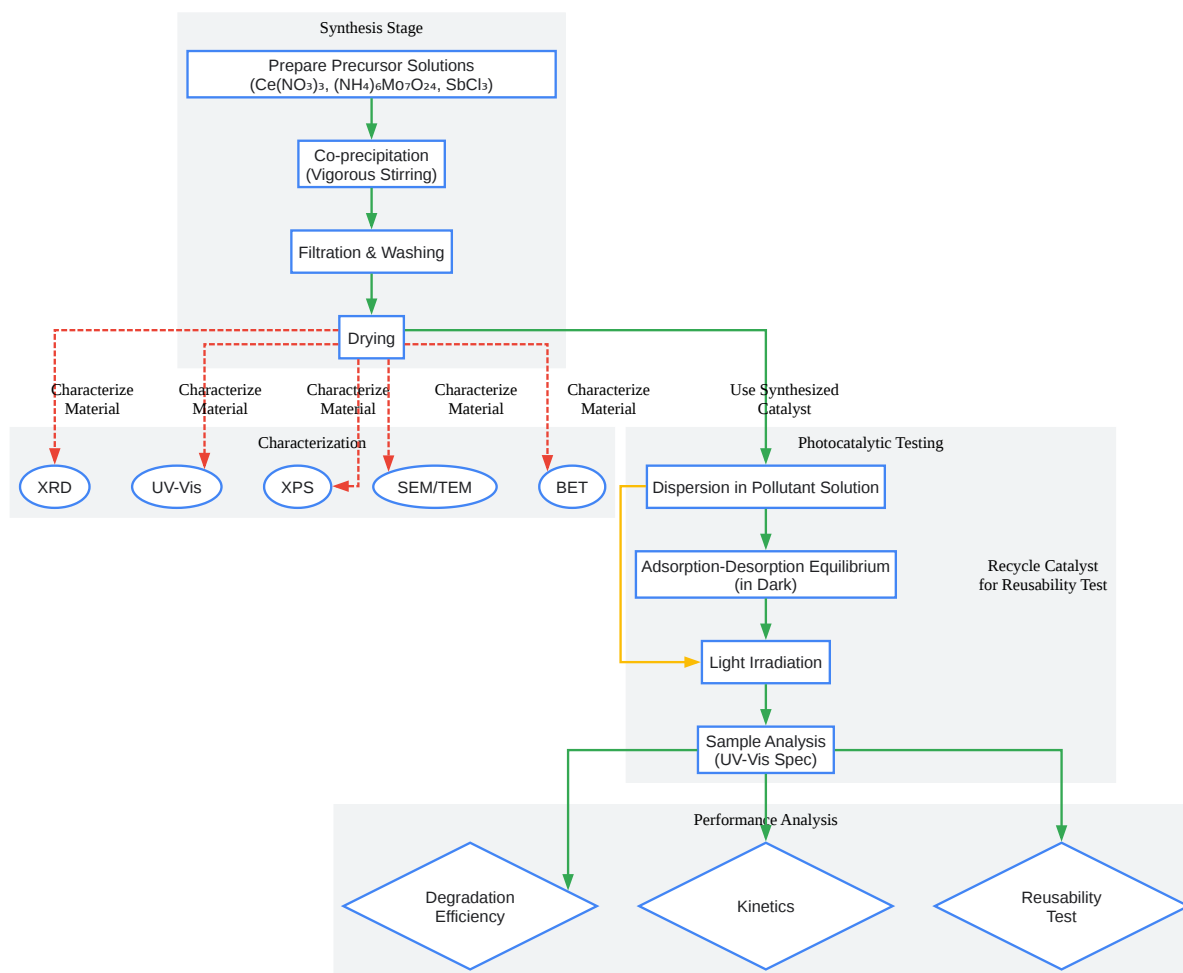 Synthesis Stage
Prepare Precursor Solutions
(Ce(NO₃)₃, (NH₄)₆Mo₇O₂₄, SbCl₃)
Co-precipitation
(Vigorous Stirring)
Filtration & Washing
Drying
Characterize
Material
Characterize
Material
Characterize
Material
Characterize
Material
Characterize
Material
Use Synthesized
Catalyst
Characterization
XRD
UV-Vis
XPS
SEM/TEM
BET
Photocatalytic Testing
Dispersion in Pollutant Solution
Adsorption-Desorption Equilibrium
(in Dark)
Recycle Catalyst
for Reusability Test
Light Irradiation
Sample Analysis
(UV-Vis Spec)
Performance Analysis
Degradation
Efficiency
Kinetics
Reusability
Test